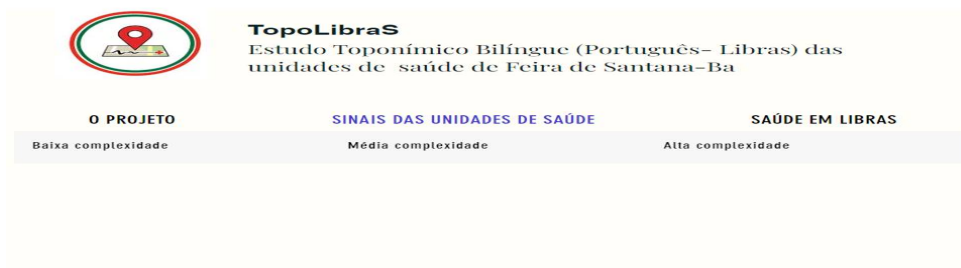 TopoLibraS
Estudo Toponímico Bilíngue (Português– Libras) das
unidades de saúde de Feira de Santana–Ba
O PROJETO
SINAIS DAS UNIDADES DE SAÚDE
SAÚDE EM LIBRAS
Baixa complexidade
Média complexidade
Alta complexidade